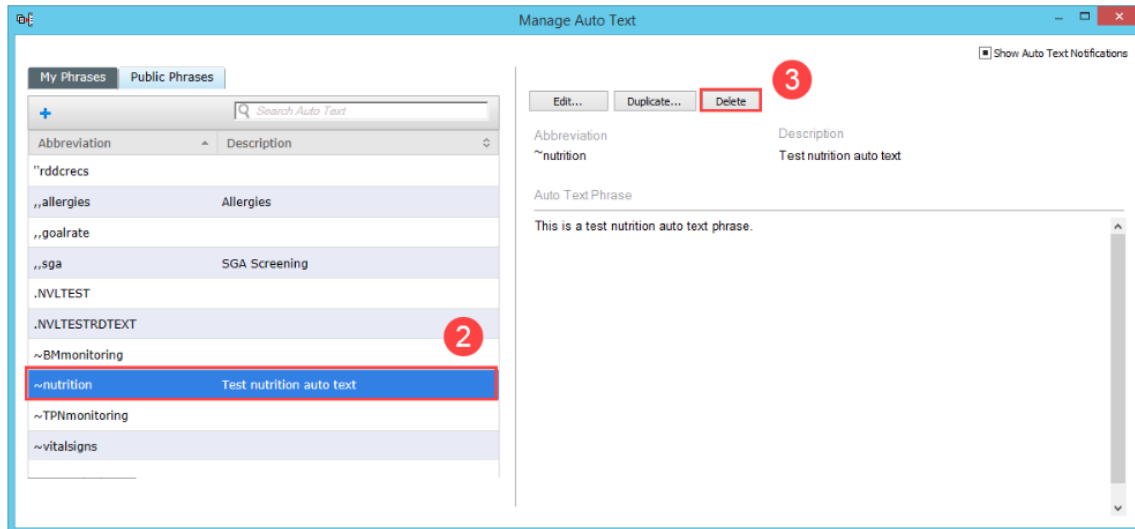 Manage Auto Text
Show Auto Text Notifications
My Phrases Public Phrases
3
+ Search Auto Text
Edit... Duplicate... Delete
Abbreviation Description
Abbreviation Description
~nutrition Test nutrition auto text
Auto Text Phrase
This is a test nutrition auto text phrase.
"rddcrecs
,,allergies Allergies
,,goalrate
,,sga SGA Screening
.NVLTEST
.NVLTESTRDTEXT
2
~BMmonitoring
~nutrition Test nutrition auto text
~TPNmonitoring
~vitalsigns